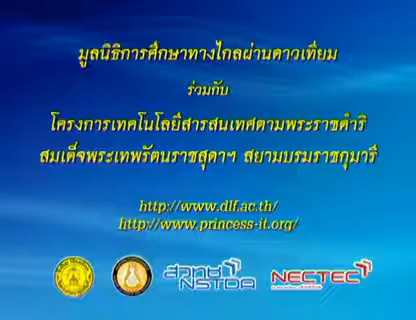 มูลนิธิการศึกษาทางไกลผ่านดาวเทียม
ร่วมกับ
โครงการเทคโนโลยีสารสนเทศตามพระราชดำริ
สมเด็จพระเทพรัตนราชสุดาฯ สยามบรมราชกุมารี
http://www.dlf.ac.th/
http://www.princess-it.org/
สวทช
NSTDA
NECTEC